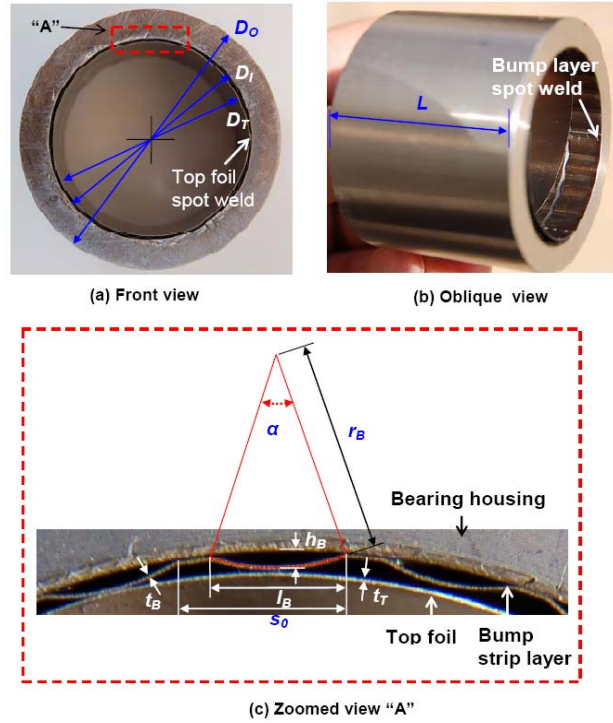 “A”
D_O
D_I
D_T
Top foil
spot weld
(a) Front view
Bump layer
spot weld
L
(b) Oblique view
α
r_B
Bearing housing
h_B
t_B
l_B
t_T
s_0
Top foil
Bump
strip layer
(c) Zoomed view “A”